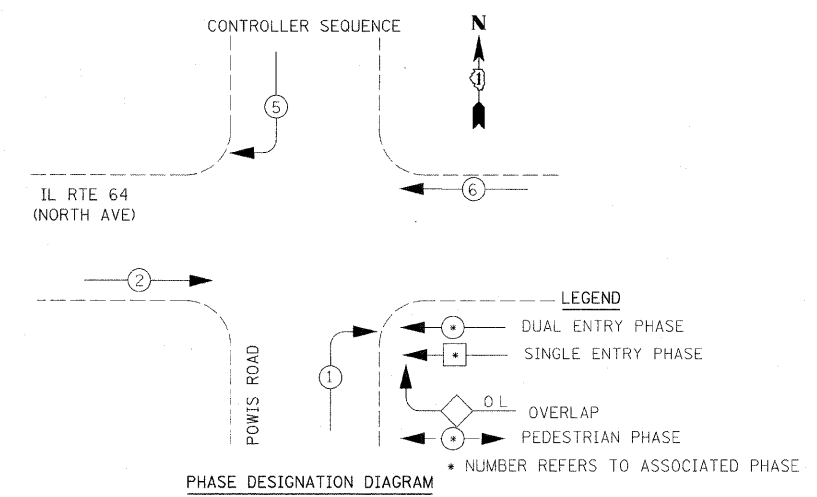 CONTROLLER SEQUENCE
N
1
5
IL RTE 64
(NORTH AVE)
6
2
LEGEND
* DUAL ENTRY PHASE
* SINGLE ENTRY PHASE
1
POWIS ROAD
OL
OVERLAP
* PEDESTRIAN PHASE
* NUMBER REFERS TO ASSOCIATED PHASE
PHASE DESIGNATION DIAGRAM